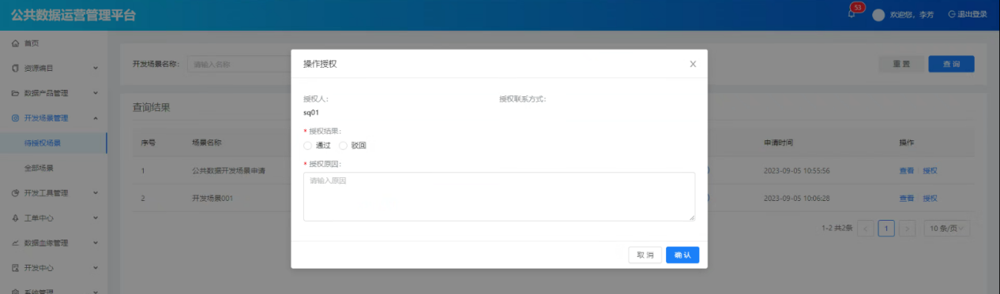 公共数据运营管理平台
53
欢迎您，李芳
退出登录
首页
资源编目
数据产品管理
开发场景管理
待授权场景
全部场景
开发工具管理
工单中心
数据血缘管理
开发中心
系统管理
开发场景名称：
请输入名称
重置
查询
查询结果
序号
场景名称
申请时间
操作
1
公共数据开发场景申请
2023-09-05 10:55:56
查看
授权
2
开发场景001
2023-09-05 10:06:28
查看
授权
1-2 共2条
<
1
>
10 条/页
操作授权
授权人：
授权联系方式：
sq01
* 授权结果：
通过
驳回
* 授权原因：
请输入原因
取消
确认